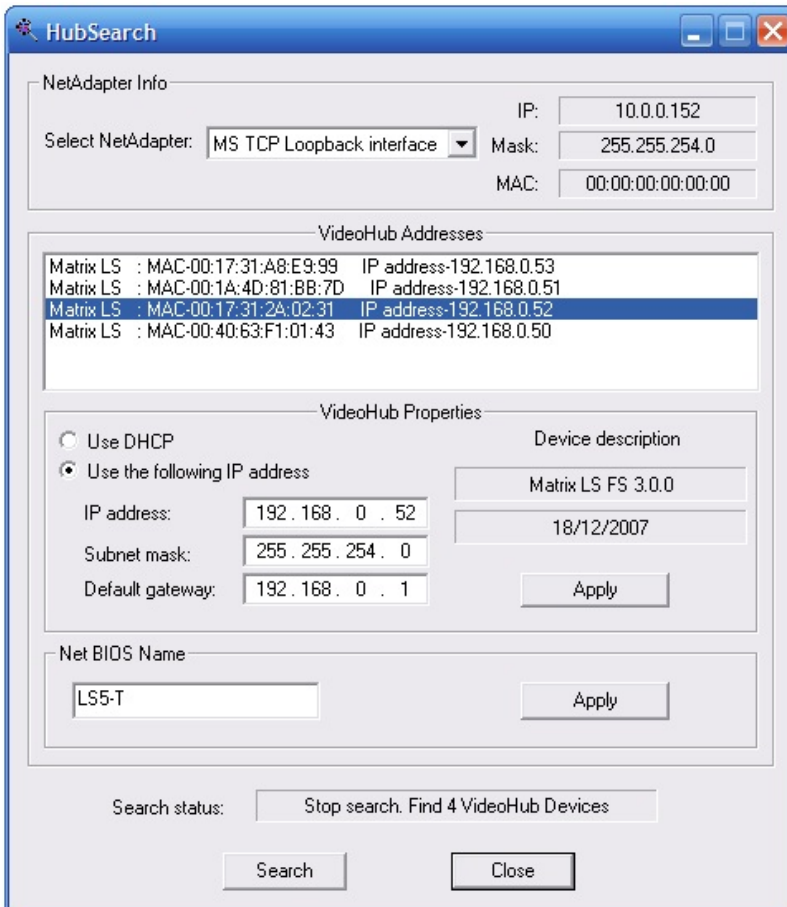 HubSearch
NetAdapter Info
IP: 10.0.0.152
Select NetAdapter: MS TCP Loopback interface Mask: 255.255.254.0
MAC: 00:00:00:00:00:00
VideoHub Addresses
Matrix LS : MAC-00:17:31:A8:E9:99 IP address-192.168.0.53
Matrix LS : MAC-00:1A:4D:81:BB:7D IP address-192.168.0.51
Matrix LS : MAC-00:17:31:2A:02:31 IP address-192.168.0.52
Matrix LS : MAC-00:40:63:F1:01:43 IP address-192.168.0.50
VideoHub Properties
Use DHCP Device description
Use the following IP address
Matrix LS FS 3.0.0
IP address: 192 . 168 . 0 . 52
18/12/2007
Subnet mask: 255 . 255 . 254 . 0
Default gateway: 192 . 168 . 0 . 1 Apply
Net BIOS Name
LS5-T Apply
Search status: Stop search. Find 4 VideoHub Devices
Search Close